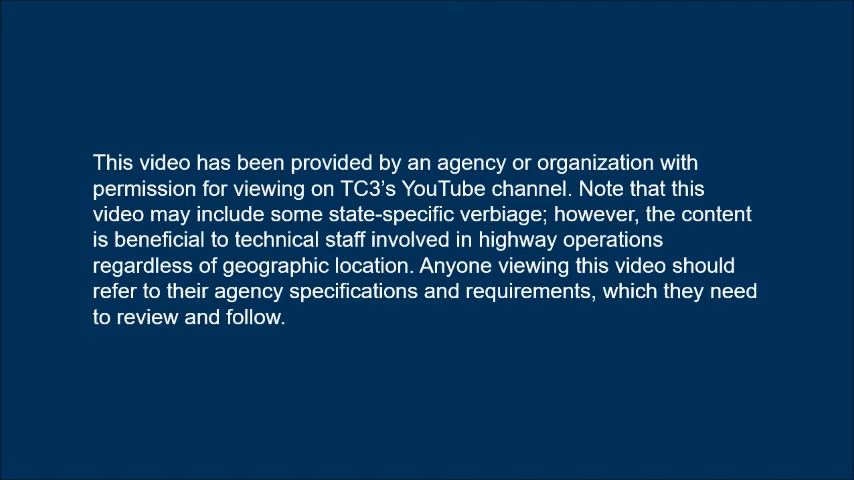 This video has been provided by an agency or organization with
permission for viewing on TC3’s YouTube channel. Note that this
video may include some state-specific verbiage; however, the content
is beneficial to technical staff involved in highway operations
regardless of geographic location. Anyone viewing this video should
refer to their agency specifications and requirements, which they need
to review and follow.